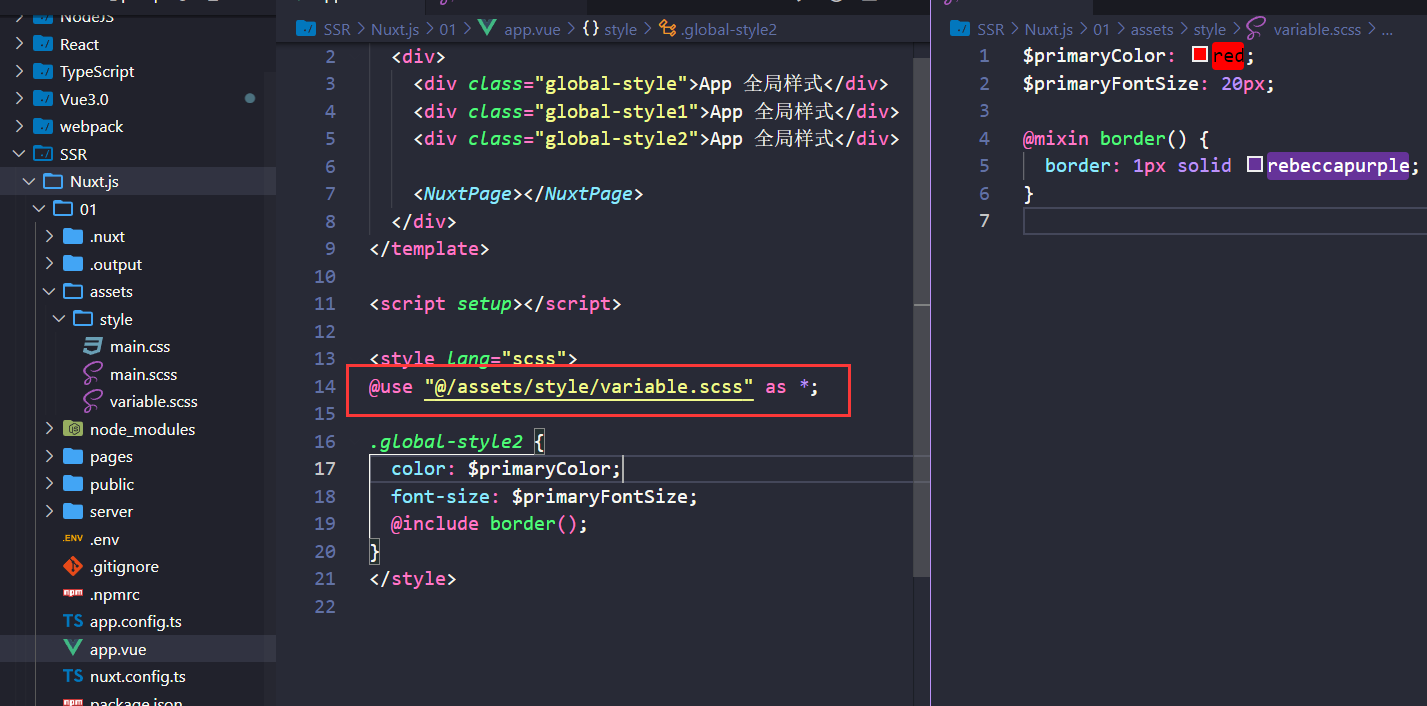 NodeJS
React
TypeScript
Vue3.0
webpack
SSR
Nuxt.js
01
.nuxt
.output
assets
style
main.css
main.scss
variable.scss
node_modules
pages
public
server
.ENV .env
.gitignore
npm .npmrc
TS app.config.ts
app.vue
TS nuxt.config.ts
npm package.json
SSR > Nuxt.js > 01 > app.vue > {} style > .global-style2
2 <div>
3 <div class="global-style">App 全局样式</div>
4 <div class="global-style1">App 全局样式</div>
5 <div class="global-style2">App 全局样式</div>
6
7 <NuxtPage></NuxtPage>
8 </div>
9 </template>
10
11 <script setup></script>
12
13 <style lang="scss">
14 @use "@/assets/style/variable.scss" as *;
15
16 .global-style2 {
17 color: $primaryColor;
18 font-size: $primaryFontSize;
19 @include border();
20 }
21 </style>
22
SSR > Nuxt.js > 01 > assets > style > variable.scss > ...
1 $primaryColor: red;
2 $primaryFontSize: 20px;
3
4 @mixin border() {
5 border: 1px solid rebeccapurple;
6 }
7